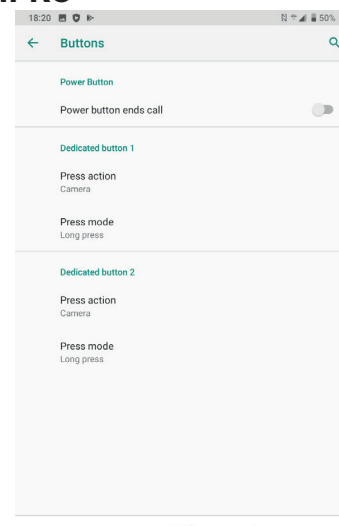 18:20 50%
Buttons
Power Button
Power button ends call
Dedicated button 1
Press action
Camera
Press mode
Long press
Dedicated button 2
Press action
Camera
Press mode
Long press